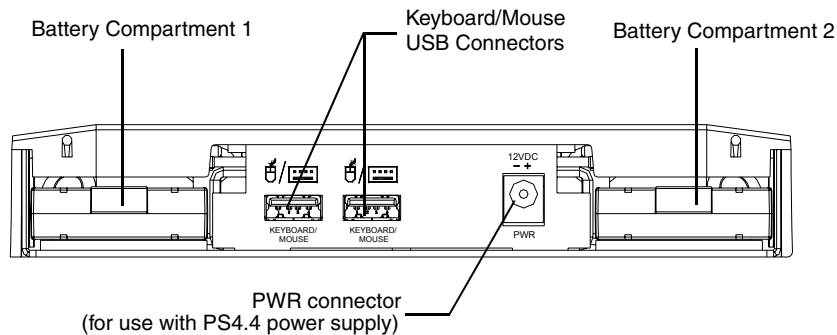 Battery Compartment 1
Keyboard/Mouse
USB Connectors
Battery Compartment 2
12VDC
- +
KEYBOARD/
MOUSE
KEYBOARD/
MOUSE
PWR
PWR connector
(for use with PS4.4 power supply)